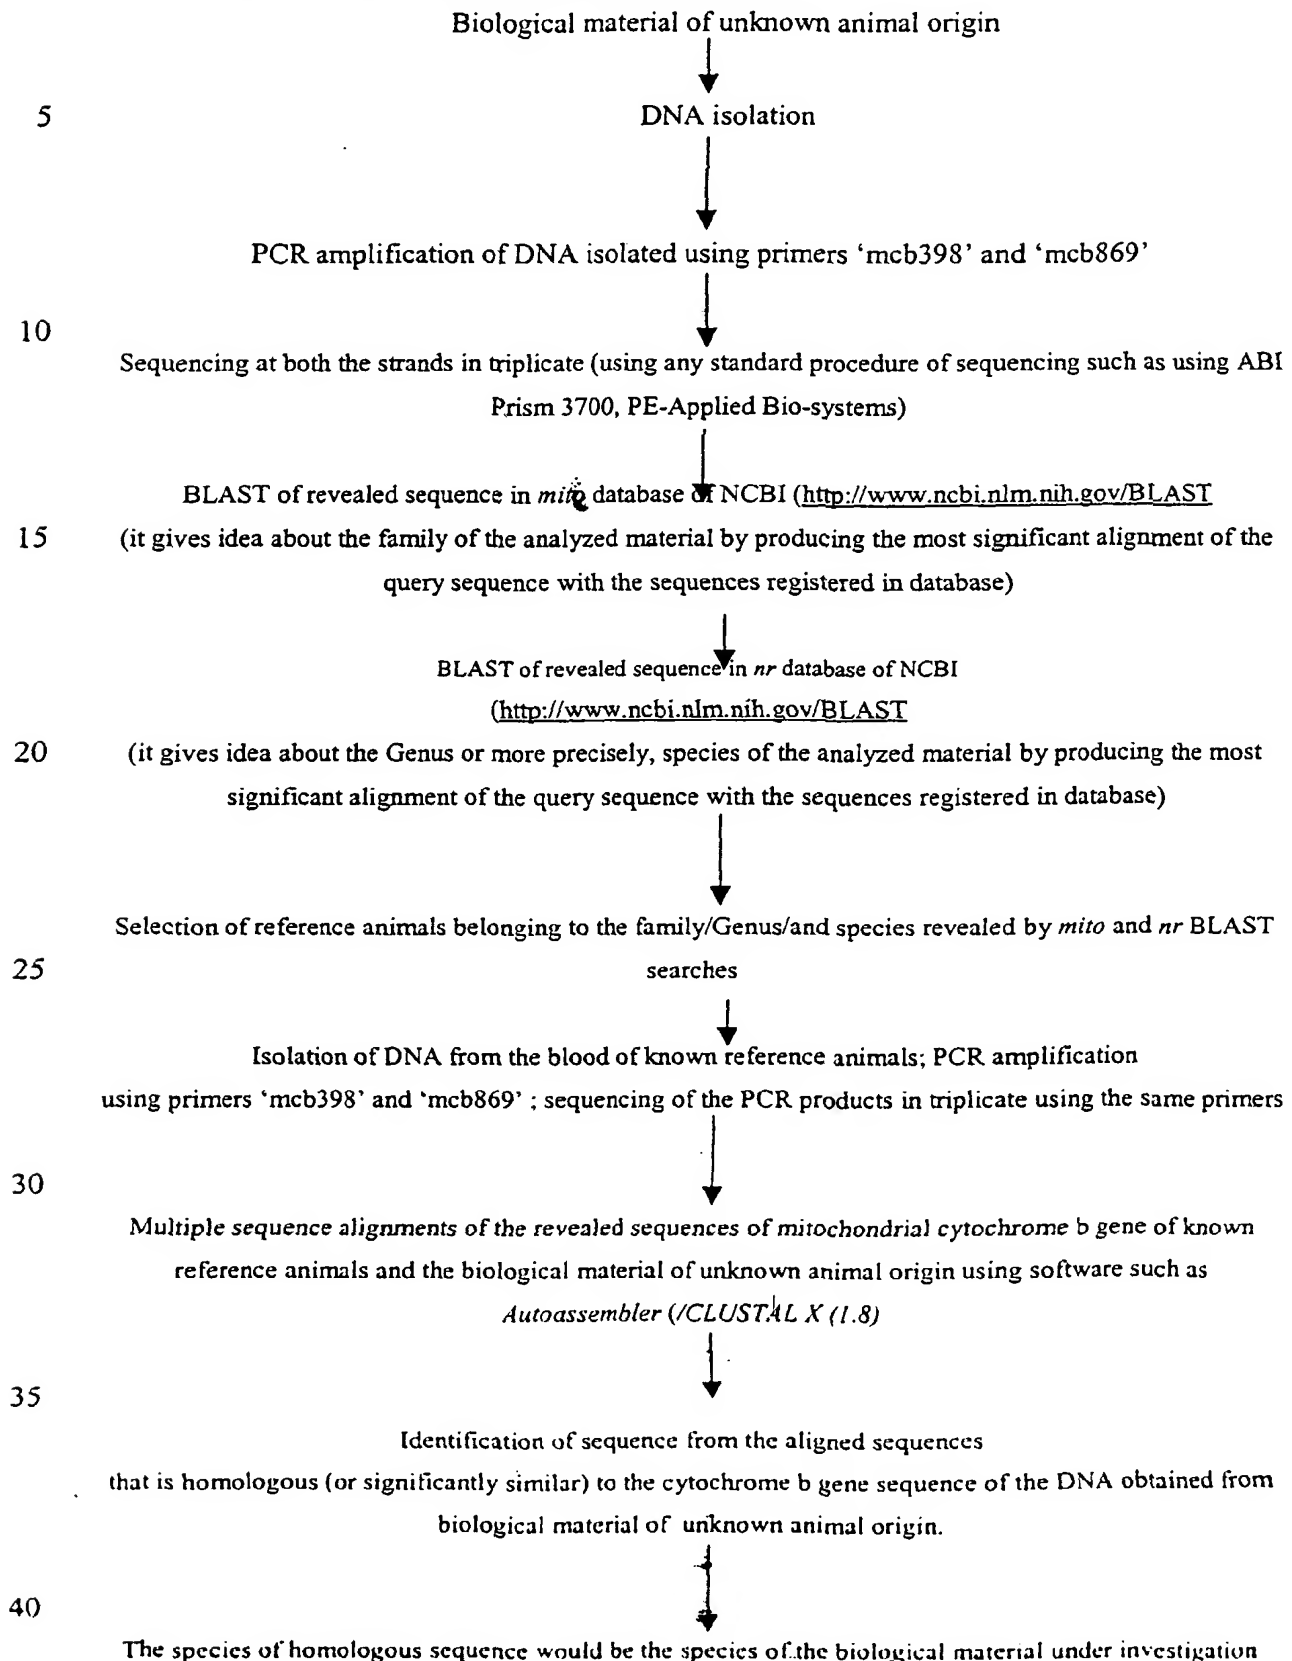 Biological material of unknown animal origin
5 DNA isolation
PCR amplification of DNA isolated using primers ‘mcb398’ and ‘mcb869’
10
Sequencing at both the strands in triplicate (using any standard procedure of sequencing such as using ABI
Prism 3700, PE-Applied Bio-systems)
BLAST of revealed sequence in mito database of NCBI (http://www.ncbi.nlm.nih.gov/BLAST
15 (it gives idea about the family of the analyzed material by producing the most significant alignment of the
query sequence with the sequences registered in database)
BLAST of revealed sequence in nr database of NCBI
(http://www.ncbi.nlm.nih.gov/BLAST
20 (it gives idea about the Genus or more precisely, species of the analyzed material by producing the most
significant alignment of the query sequence with the sequences registered in database)
Selection of reference animals belonging to the family/Genus/and species revealed by mito and nr BLAST
25 searches
Isolation of DNA from the blood of known reference animals; PCR amplification
using primers ‘mcb398’ and ‘mcb869’ ; sequencing of the PCR products in triplicate using the same primers
30
Multiple sequence alignments of the revealed sequences of mitochondrial cytochrome b gene of known
reference animals and the biological material of unknown animal origin using software such as
Autoassembler (/CLUSTAL X (1.8)
35
Identification of sequence from the aligned sequences
that is homologous (or significantly similar) to the cytochrome b gene sequence of the DNA obtained from
biological material of unknown animal origin.
40
The species of homologous sequence would be the species of the biological material under investigation